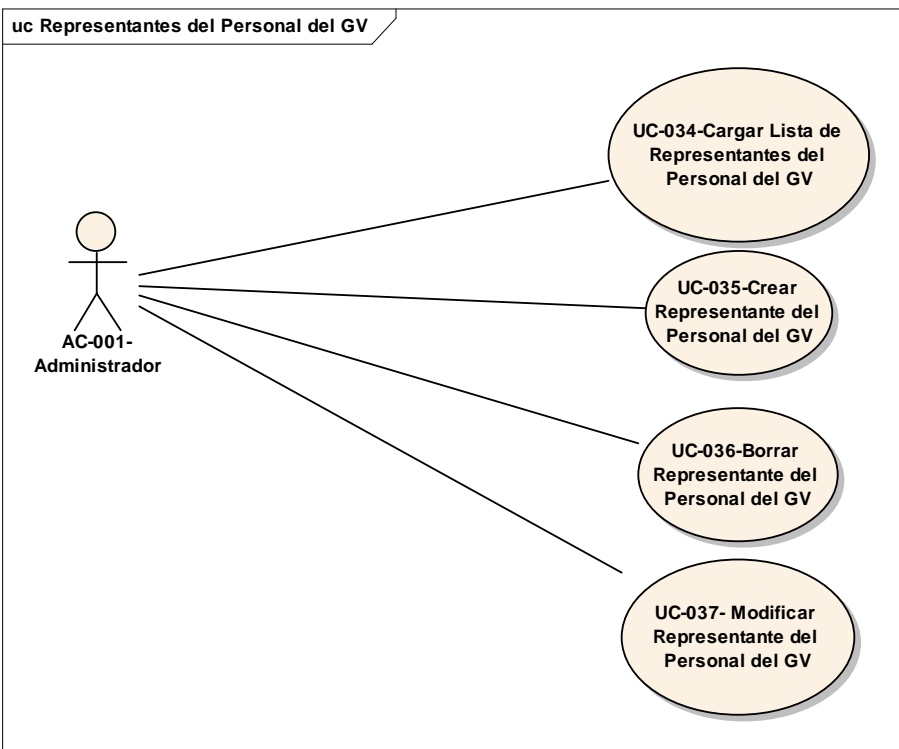 uc Representantes del Personal del GV
UC-034-Cargar Lista de
Representantes del
Personal del GV
UC-035-Crear
Representante del
Personal del GV
AC-001-
Administrador
UC-036-Borrar
Representante del
Personal del GV
UC-037- Modificar
Representante del
Personal del GV